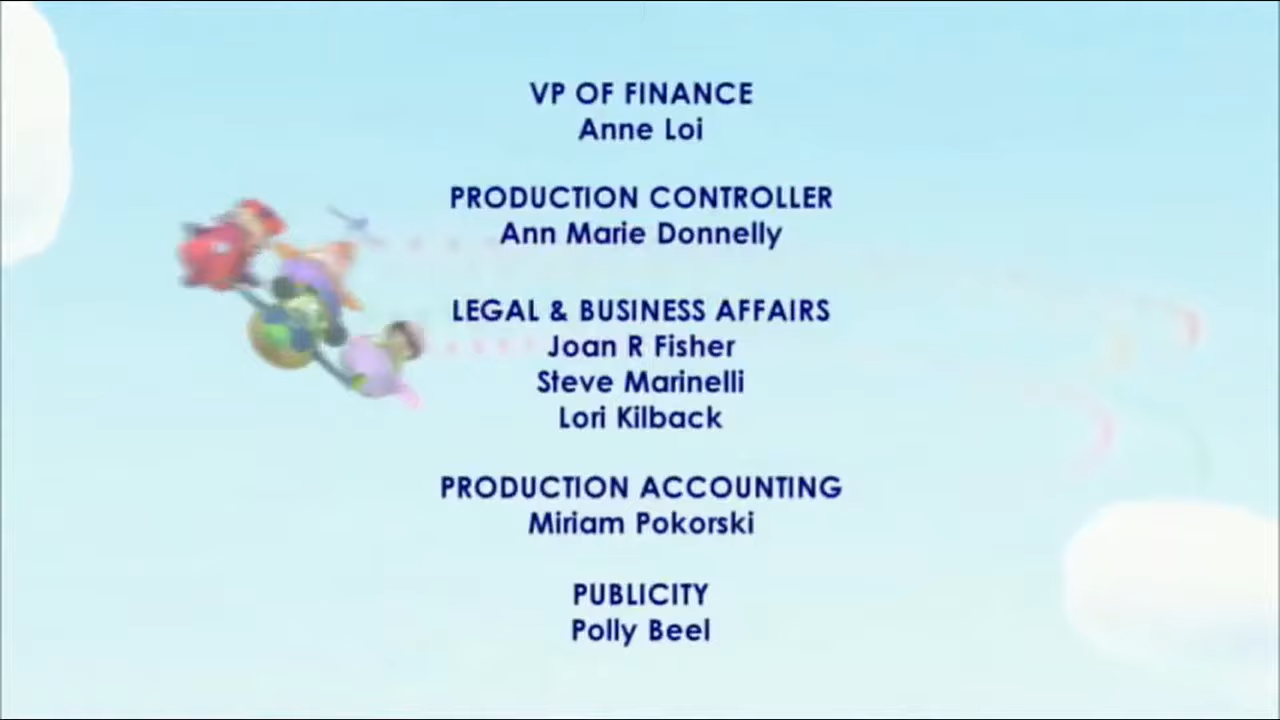 VP OF FINANCE
Anne Loi
PRODUCTION CONTROLLER
Ann Marie Donnelly
LEGAL & BUSINESS AFFAIRS
Joan R Fisher
Steve Marinelli
Lori Kilback
PRODUCTION ACCOUNTING
Miriam Pokorski
PUBLICITY
Polly Beel